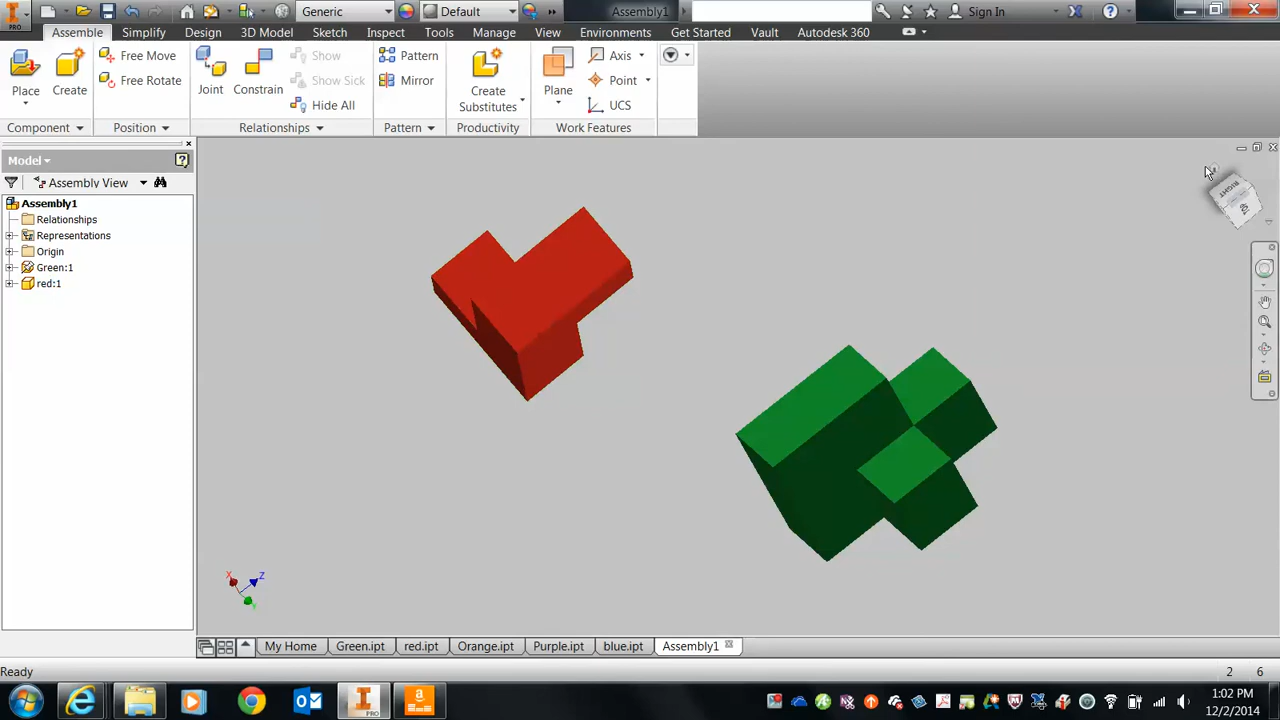 Generic
Default
Assembly1
Sign In
PRO
Assemble Simplify Design 3D Model Sketch Inspect Tools Manage View Environments Get Started Vault Autodesk 360
Place
Create
Free Move
Free Rotate
Joint
Constrain
Show
Show Sick
Hide All
Pattern
Mirror
Create
Substitutes
Plane
Axis
Point
UCS
Component Position Relationships Pattern Productivity Work Features
Model
Assembly View
Assembly1
Relationships
Representations
Origin
Green:1
red:1
RIGHT
X
Z
Y
My Home Green.ipt red.ipt Orange.ipt Purple.ipt blue.ipt Assembly1
Ready
2 6
PRO
1:02 PM
12/2/2014